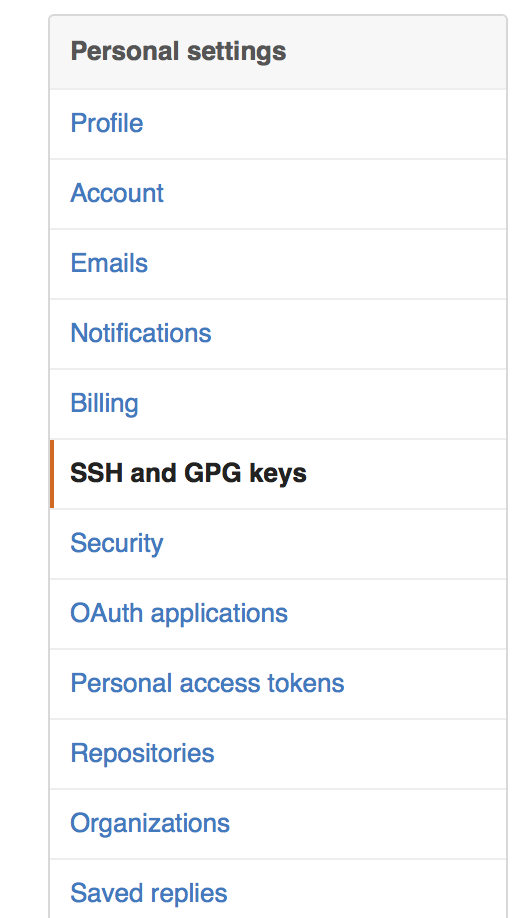 Personal settings
Profile
Account
Emails
Notifications
Billing
SSH and GPG keys
Security
OAuth applications
Personal access tokens
Repositories
Organizations
Saved replies